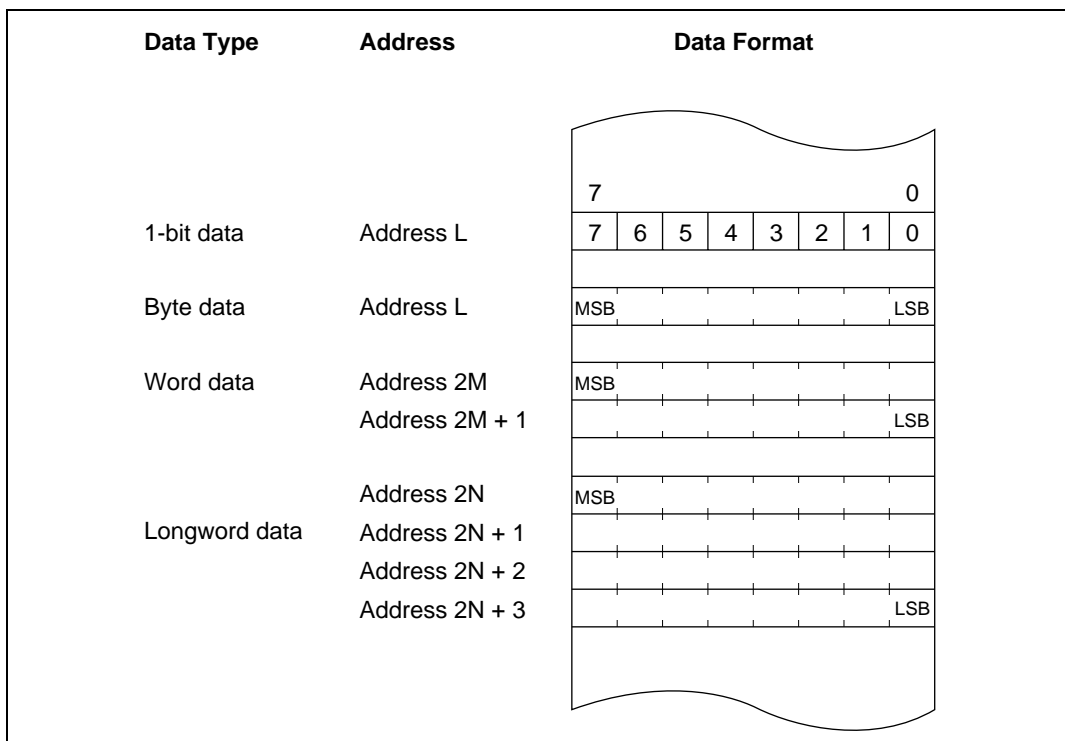 Data Type Address Data Format
7 0
1-bit data Address L 7 6 5 4 3 2 1 0
Byte data Address L MSB LSB
Word data Address 2M MSB
Address 2M + 1 LSB
Address 2N MSB
Longword data Address 2N + 1
Address 2N + 2
Address 2N + 3 LSB